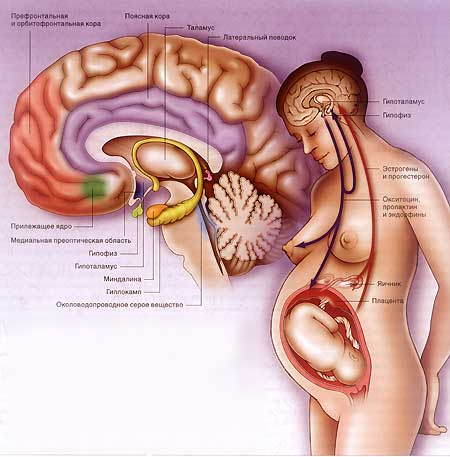 Префронтальная
и орбитофронтальная кора
Поясная кора
Таламус
Латеральный поводок
Гипоталамус
Гипофиз
Эстрогены
и прогестерон
Окситоцин,
пролактин
и эндорфины
Яичник
Плацента
Прилежащее ядро
Медиальная преоптическая область
Гипофиз
Гипоталамус
Миндалина
Гиппокамп
Околоводопроводное серое вещество